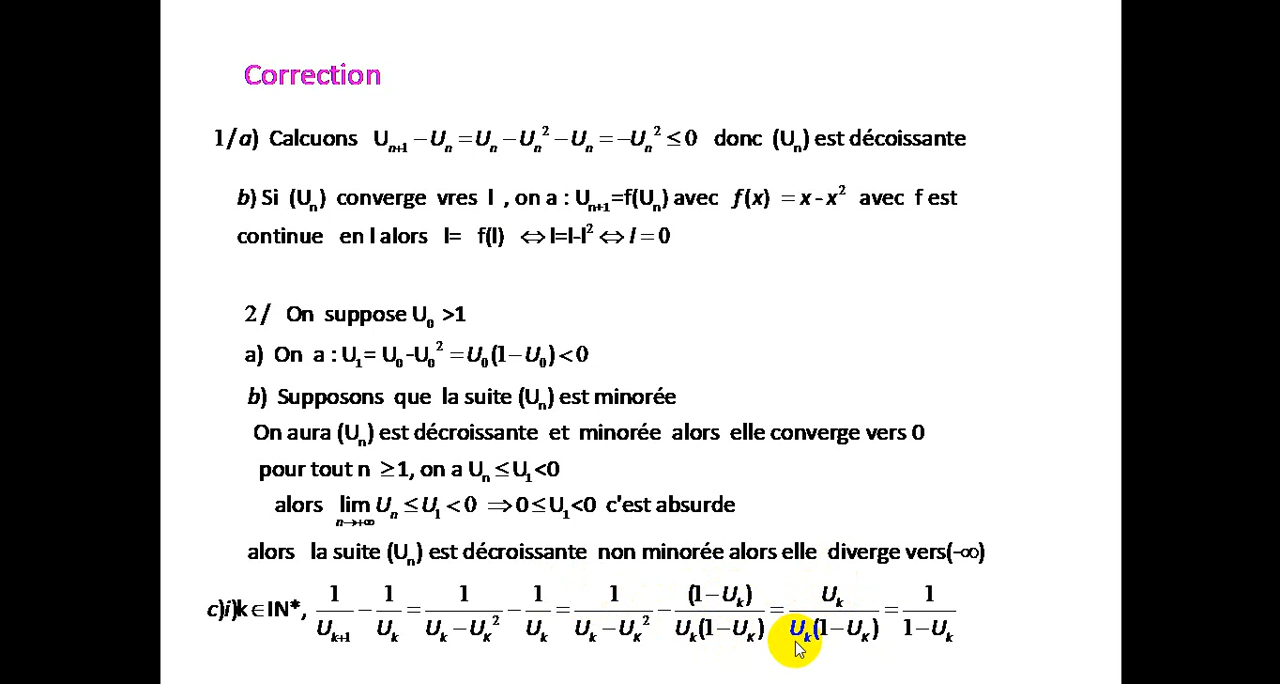 Correction
1/a) Calcuons U_{n+1} − U_n = U_n − U_n² − U_n = −U_n² ≤ 0 donc (U_n) est décoissante
b) Si (U_n) converge vres l , on a : U_{n+1}=f(U_n) avec f(x) = x - x² avec f est
continue en l alors l= f(l) ⇔ l=l-l² ⇔ l = 0
2/ On suppose U_0 >1
a) On a : U_1= U_0 -U_0² = U_0(1−U_0) < 0
b) Supposons que la suite (U_n) est minorée
On aura (U_n) est décroissante et minorée alors elle converge vers 0
pour tout n ≥1, on a U_n ≤ U_1<0
alors lim_{n→+∞} U_n ≤ U_1 < 0 ⇒ 0 ≤ U_1<0 c'est absurde
alors la suite (U_n) est décroissante non minorée alors elle diverge vers(-∞)
c)i)k ∈ IN*, 1/U_{k+1} − 1/U_k = 1/(U_k − U_K²) − 1/U_k = 1/(U_k − U_K²) − (1−U_k)/(U_k(1−U_K)) = U_k/(U_k(1−U_K)) = 1/(1−U_k)